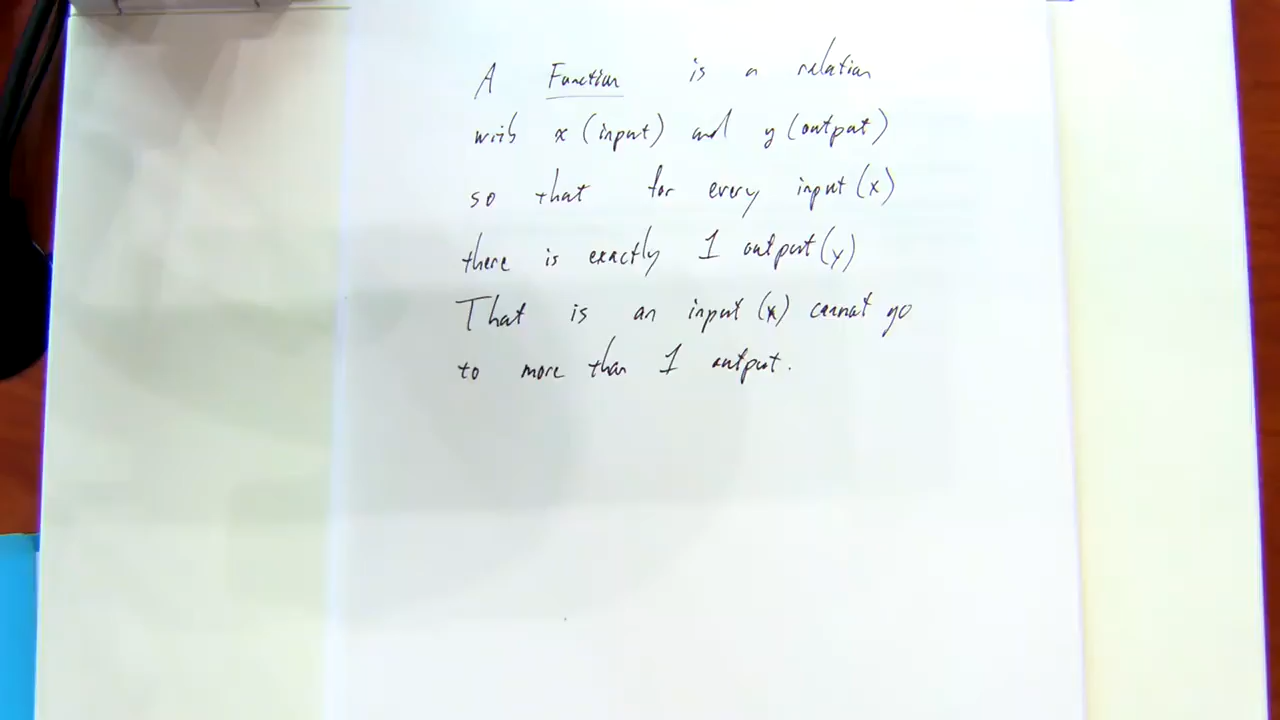 A Function is a relation
with x (input) and y (output)
so that for every input (x)
there is exactly 1 output (y)
That is an input (x) cannot go
to more than 1 output.